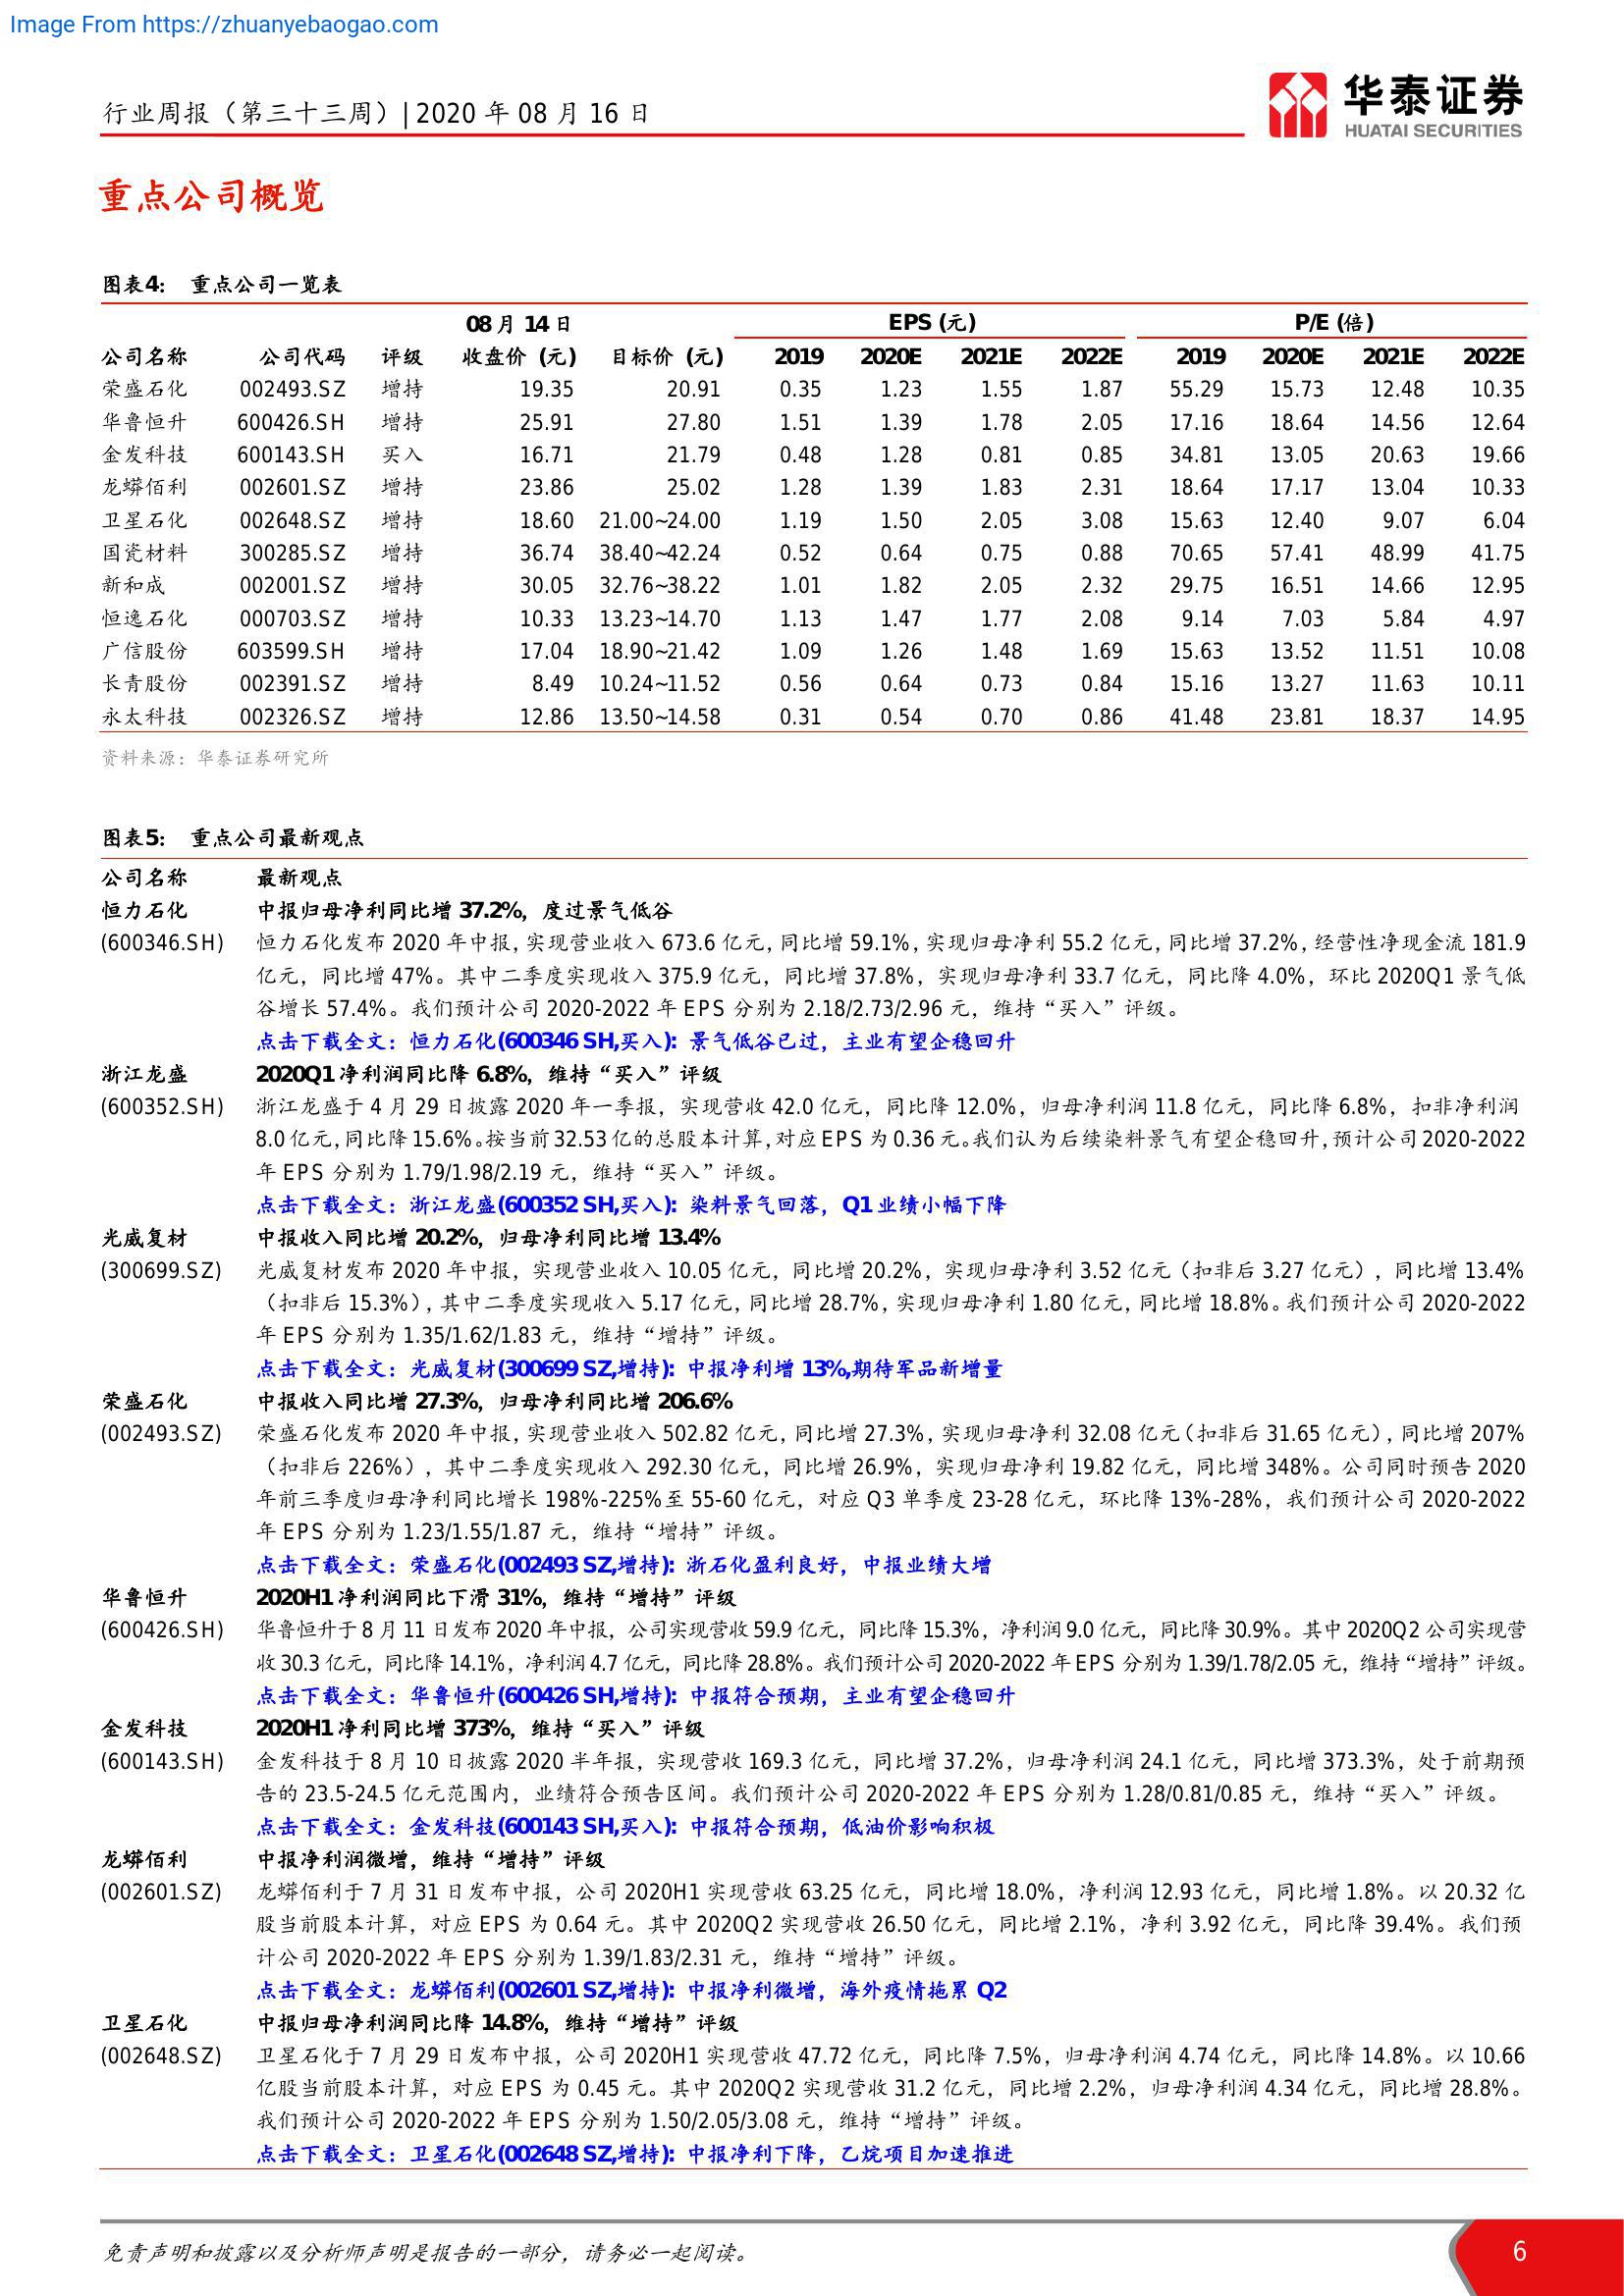 Image From https://zhuanyebaogao.com
行业周报（第三十三周）| 2020 年 08 月 16 日
华泰证券
HUATAI SECURITIES
重点公司概览
图表4： 重点公司一览表
08 月 14 日 EPS (元) P/E (倍)
公司名称 公司代码 评级 收盘价 (元) 目标价 (元) 2019 2020E 2021E 2022E 2019 2020E 2021E 2022E
荣盛石化 002493.SZ 增持 19.35 20.91 0.35 1.23 1.55 1.87 55.29 15.73 12.48 10.35
华鲁恒升 600426.SH 增持 25.91 27.80 1.51 1.39 1.78 2.05 17.16 18.64 14.56 12.64
金发科技 600143.SH 买入 16.71 21.79 0.48 1.28 0.81 0.85 34.81 13.05 20.63 19.66
龙蟒佰利 002601.SZ 增持 23.86 25.02 1.28 1.39 1.83 2.31 18.64 17.17 13.04 10.33
卫星石化 002648.SZ 增持 18.60 21.00~24.00 1.19 1.50 2.05 3.08 15.63 12.40 9.07 6.04
国瓷材料 300285.SZ 增持 36.74 38.40~42.24 0.52 0.64 0.75 0.88 70.65 57.41 48.99 41.75
新和成 002001.SZ 增持 30.05 32.76~38.22 1.01 1.82 2.05 2.32 29.75 16.51 14.66 12.95
恒逸石化 000703.SZ 增持 10.33 13.23~14.70 1.13 1.47 1.77 2.08 9.14 7.03 5.84 4.97
广信股份 603599.SH 增持 17.04 18.90~21.42 1.09 1.26 1.48 1.69 15.63 13.52 11.51 10.08
长青股份 002391.SZ 增持 8.49 10.24~11.52 0.56 0.64 0.73 0.84 15.16 13.27 11.63 10.11
永太科技 002326.SZ 增持 12.86 13.50~14.58 0.31 0.54 0.70 0.86 41.48 23.81 18.37 14.95
资料来源：华泰证券研究所
图表5： 重点公司最新观点
公司名称 最新观点
恒力石化 中报归母净利同比增 37.2%，度过景气低谷
(600346.SH) 恒力石化发布 2020 年中报，实现营业收入 673.6 亿元，同比增 59.1%，实现归母净利 55.2 亿元，同比增 37.2%，经营性净现金流 181.9
亿元，同比增 47%。其中二季度实现收入 375.9 亿元，同比增 37.8%，实现归母净利 33.7 亿元，同比降 4.0%，环比 2020Q1 景气低
谷增长 57.4%。我们预计公司 2020-2022 年 EPS 分别为 2.18/2.73/2.96 元，维持“买入”评级。
点击下载全文：恒力石化(600346 SH,买入)：景气低谷已过，主业有望企稳回升
浙江龙盛 2020Q1 净利润同比降 6.8%，维持“买入”评级
(600352.SH) 浙江龙盛于 4 月 29 日披露 2020 年一季报，实现营收 42.0 亿元，同比降 12.0%，归母净利润 11.8 亿元，同比降 6.8%，扣非净利润
8.0 亿元，同比降 15.6%。按当前 32.53 亿的总股本计算，对应 EPS 为 0.36 元。我们认为后续染料景气有望企稳回升，预计公司 2020-2022
年 EPS 分别为 1.79/1.98/2.19 元，维持“买入”评级。
点击下载全文：浙江龙盛(600352 SH,买入)：染料景气回落，Q1 业绩小幅下降
光威复材 中报收入同比增 20.2%，归母净利同比增 13.4%
(300699.SZ) 光威复材发布 2020 年中报，实现营业收入 10.05 亿元，同比增 20.2%，实现归母净利 3.52 亿元（扣非后 3.27 亿元），同比增 13.4%
（扣非后 15.3%），其中二季度实现收入 5.17 亿元，同比增 28.7%，实现归母净利 1.80 亿元，同比增 18.8%。我们预计公司 2020-2022
年 EPS 分别为 1.35/1.62/1.83 元，维持“增持”评级。
点击下载全文：光威复材(300699 SZ,增持)：中报净利增 13%,期待军品新增量
荣盛石化 中报收入同比增 27.3%，归母净利同比增 206.6%
(002493.SZ) 荣盛石化发布 2020 年中报，实现营业收入 502.82 亿元，同比增 27.3%，实现归母净利 32.08 亿元（扣非后 31.65 亿元），同比增 207%
（扣非后 226%），其中二季度实现收入 292.30 亿元，同比增 26.9%，实现归母净利 19.82 亿元，同比增 348%。公司同时预告 2020
年前三季度归母净利同比增长 198%-225%至 55-60 亿元，对应 Q3 单季度 23-28 亿元，环比降 13%-28%，我们预计公司 2020-2022
年 EPS 分别为 1.23/1.55/1.87 元，维持“增持”评级。
点击下载全文：荣盛石化(002493 SZ,增持)：浙石化盈利良好，中报业绩大增
华鲁恒升 2020H1 净利润同比下滑 31%，维持“增持”评级
(600426.SH) 华鲁恒升于 8 月 11 日发布 2020 年中报，公司实现营收 59.9 亿元，同比降 15.3%，净利润 9.0 亿元，同比降 30.9%。其中 2020Q2 公司实现营
收 30.3 亿元，同比降 14.1%，净利润 4.7 亿元，同比降 28.8%。我们预计公司 2020-2022 年 EPS 分别为 1.39/1.78/2.05 元，维持“增持”评级。
点击下载全文：华鲁恒升(600426 SH,增持)：中报符合预期，主业有望企稳回升
金发科技 2020H1 净利同比增 373%，维持“买入”评级
(600143.SH) 金发科技于 8 月 10 日披露 2020 半年报，实现营收 169.3 亿元，同比增 37.2%，归母净利润 24.1 亿元，同比增 373.3%，处于前期预
告的 23.5-24.5 亿元范围内，业绩符合预告区间。我们预计公司 2020-2022 年 EPS 分别为 1.28/0.81/0.85 元，维持“买入”评级。
点击下载全文：金发科技(600143 SH,买入)：中报符合预期，低油价影响积极
龙蟒佰利 中报净利润微增，维持“增持”评级
(002601.SZ) 龙蟒佰利于 7 月 31 日发布中报，公司 2020H1 实现营收 63.25 亿元，同比增 18.0%，净利润 12.93 亿元，同比增 1.8%。以 20.32 亿
股当前股本计算，对应 EPS 为 0.64 元。其中 2020Q2 实现营收 26.50 亿元，同比增 2.1%，净利 3.92 亿元，同比降 39.4%。我们预
计公司 2020-2022 年 EPS 分别为 1.39/1.83/2.31 元，维持“增持”评级。
点击下载全文：龙蟒佰利(002601 SZ,增持)：中报净利微增，海外疫情拖累 Q2
卫星石化 中报归母净利润同比降 14.8%，维持“增持”评级
(002648.SZ) 卫星石化于 7 月 29 日发布中报，公司 2020H1 实现营收 47.72 亿元，同比降 7.5%，归母净利润 4.74 亿元，同比降 14.8%。以 10.66
亿股当前股本计算，对应 EPS 为 0.45 元。其中 2020Q2 实现营收 31.2 亿元，同比增 2.2%，归母净利润 4.34 亿元，同比增 28.8%。
我们预计公司 2020-2022 年 EPS 分别为 1.50/2.05/3.08 元，维持“增持”评级。
点击下载全文：卫星石化(002648 SZ,增持)：中报净利下降，乙烷项目加速推进
免责声明和披露以及分析师声明是报告的一部分，请务必一起阅读。 6